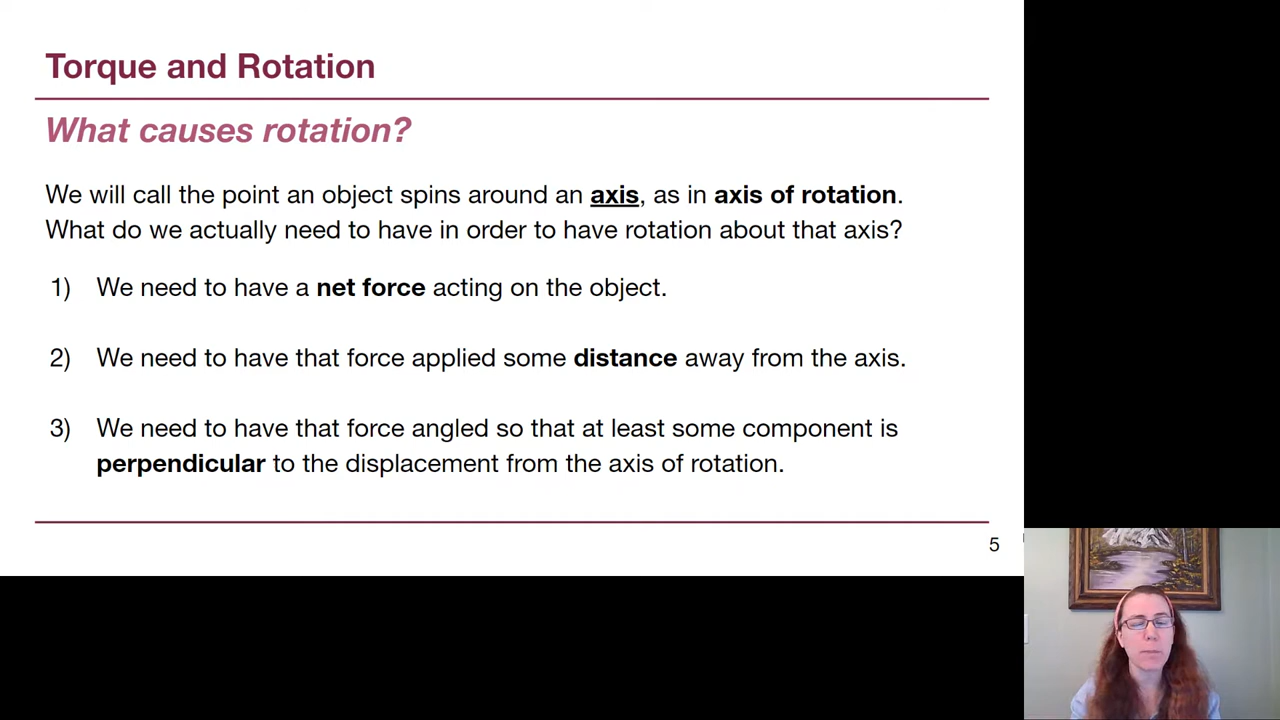 Torque and Rotation
What causes rotation?
We will call the point an object spins around an axis, as in axis of rotation.
What do we actually need to have in order to have rotation about that axis?
1) We need to have a net force acting on the object.
2) We need to have that force applied some distance away from the axis.
3) We need to have that force angled so that at least some component is
perpendicular to the displacement from the axis of rotation.
5